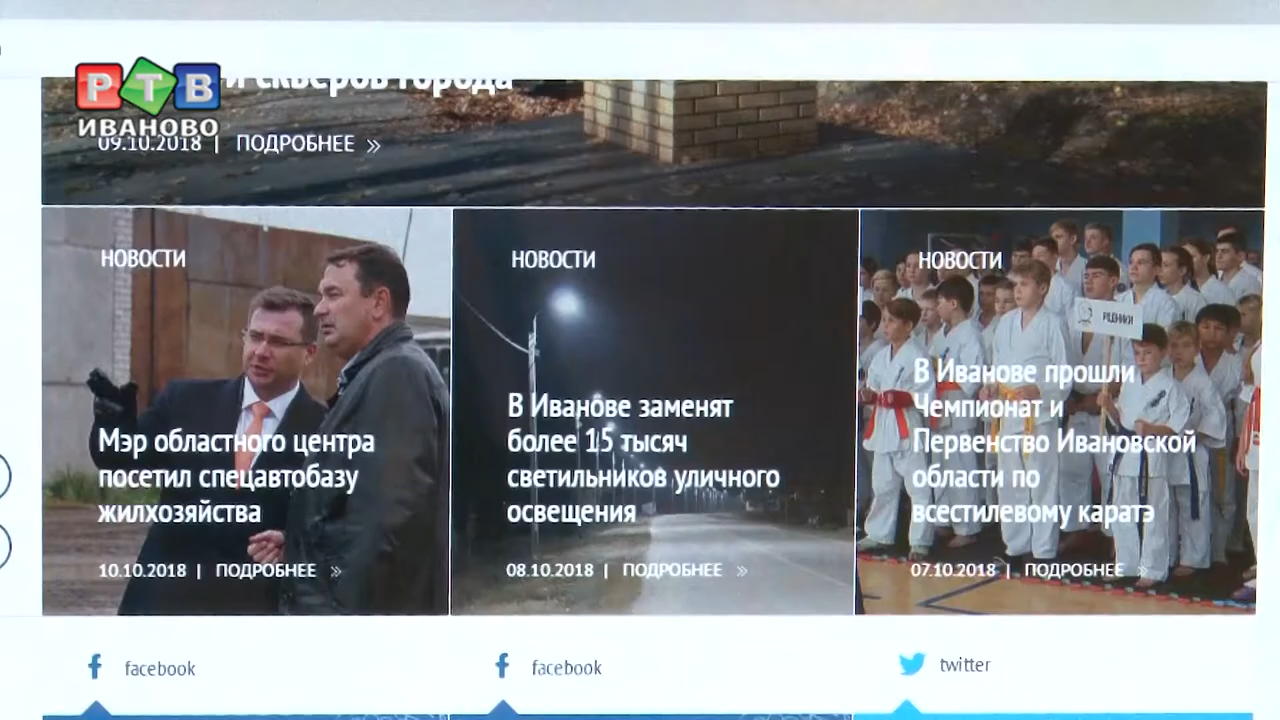 и скверов города
РТВ
ИВАНОВО
09.10.2018 | ПОДРОБНЕЕ »
НОВОСТИ
Мэр областного центра
посетил спецавтобазу
жилхозяйства
10.10.2018 | ПОДРОБНЕЕ »
НОВОСТИ
В Иванове заменят
более 15 тысяч
светильников уличного
освещения
08.10.2018 | ПОДРОБНЕЕ »
НОВОСТИ
РОДНИКИ
В Иванове прошли
Чемпионат и
Первенство Ивановской
области по
всестилевому каратэ
07.10.2018 | ПОДРОБНЕЕ »
facebook
facebook
twitter